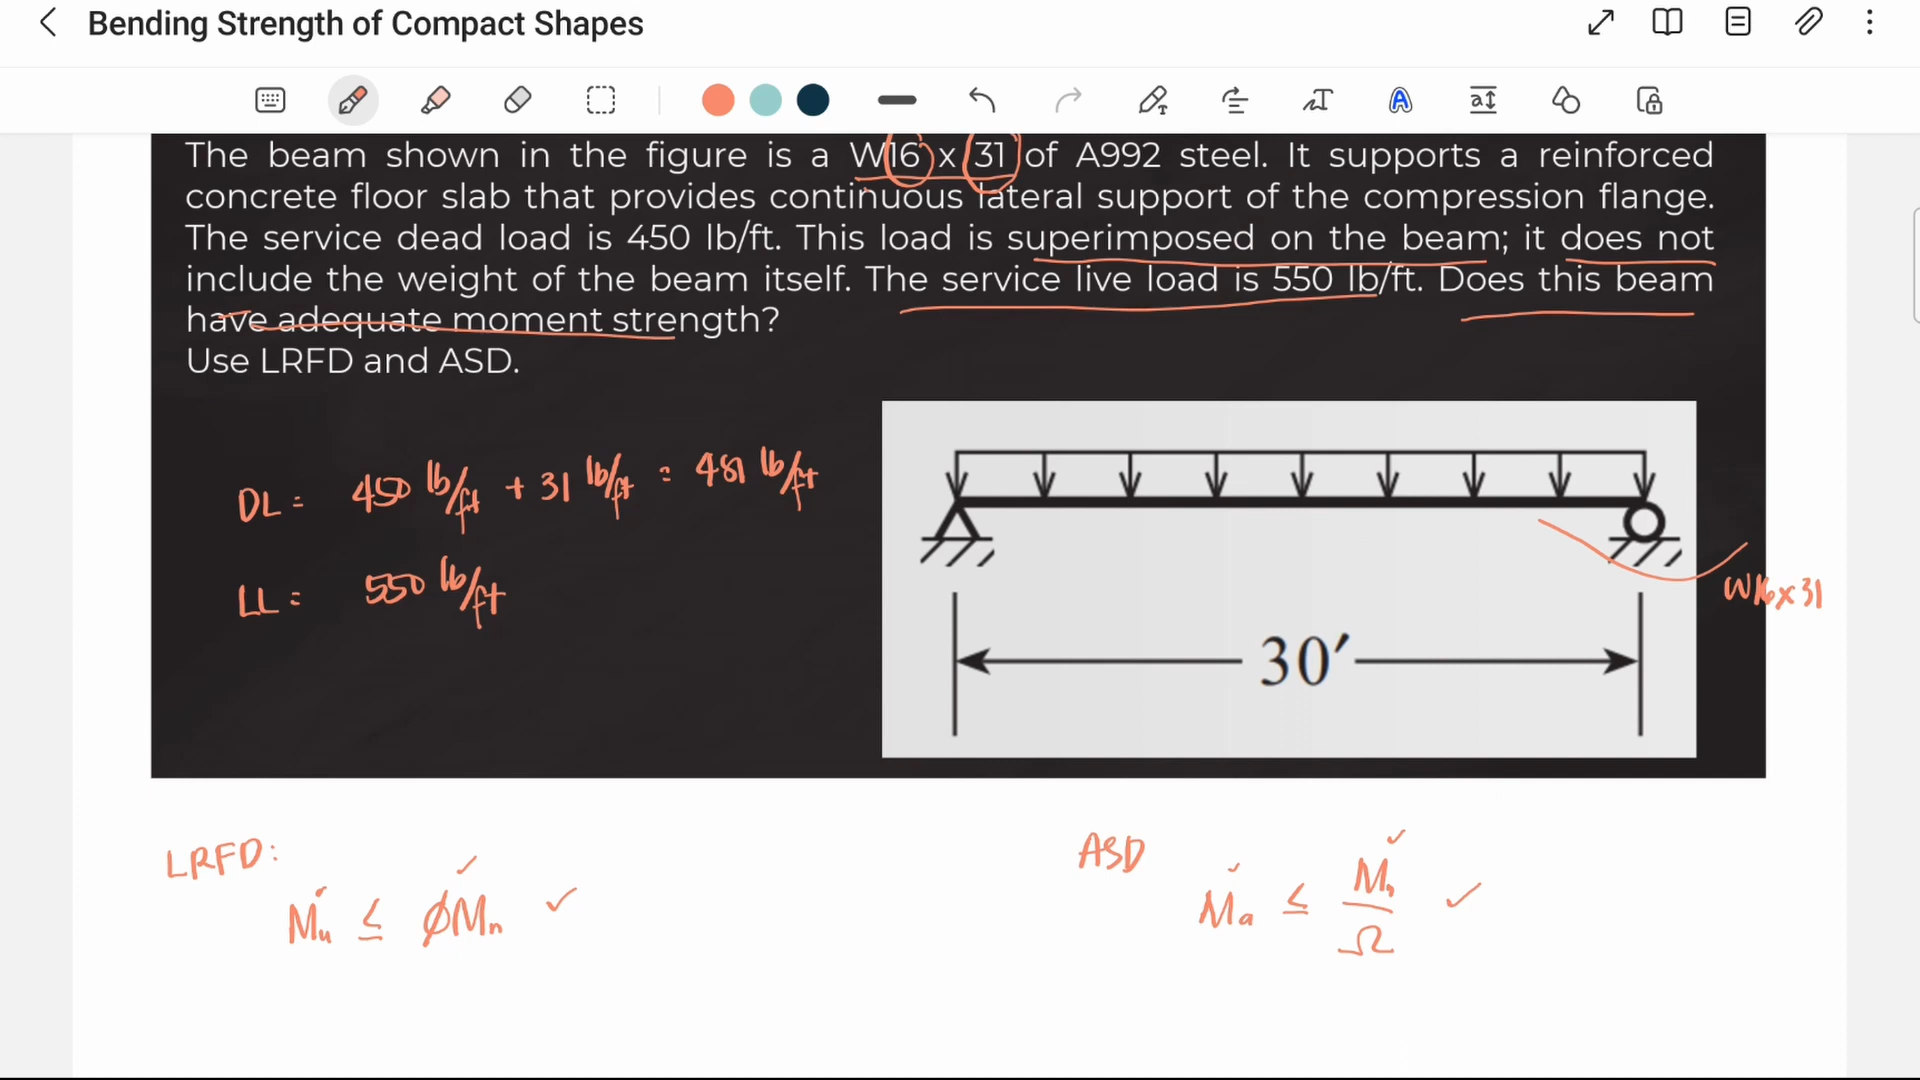 Bending Strength of Compact Shapes
The beam shown in the figure is a W16 x 31 of A992 steel. It supports a reinforced
concrete floor slab that provides continuous lateral support of the compression flange.
The service dead load is 450 lb/ft. This load is superimposed on the beam; it does not
include the weight of the beam itself. The service live load is 550 lb/ft. Does this beam
have adequate moment strength?
Use LRFD and ASD.
DL = 450 lb/ft + 31 lb/ft = 481 lb/ft
LL = 550 lb/ft
W16x31
30′
LRFD:
Mu ≤ ØMn ✓
ASD
Ma ≤ Mn/Ω ✓